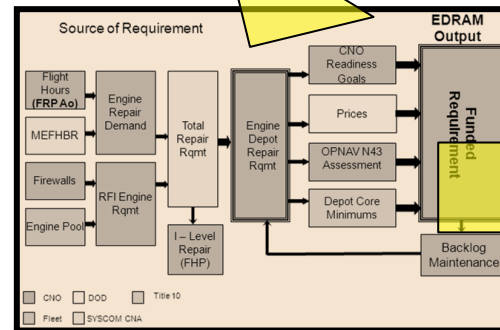 Source of Requirement
EDRAM
Output
Flight
Hours
(FRP Ao)
MEFHBR
Firewalls
Engine Pool
Engine
Repair
Demand
RFI Engine
Rqmt
Total
Repair
Rqmt
I – Level
Repair
(FHP)
Engine
Depot
Repair
Rqmt
CNO
Readiness
Goals
Prices
OPNAV N43
Assessment
Depot Core
Minimums
Funded
Requirement
Backlog
Maintenance
CNO DOD Title 10
Fleet SYSCOM CNA